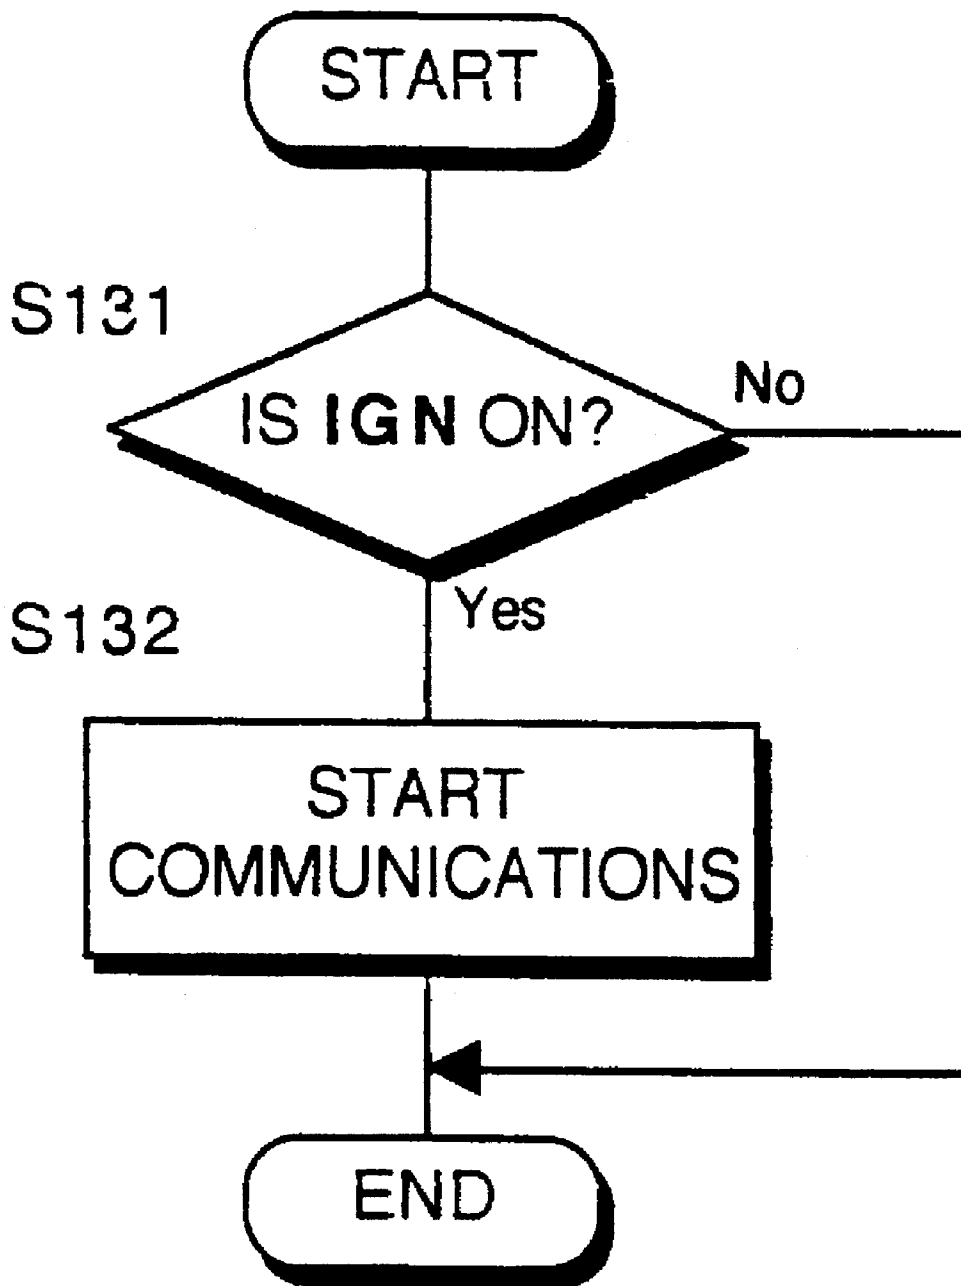 START
S131
IS IGN ON?
No
Yes
S132
START
COMMUNICATIONS
END